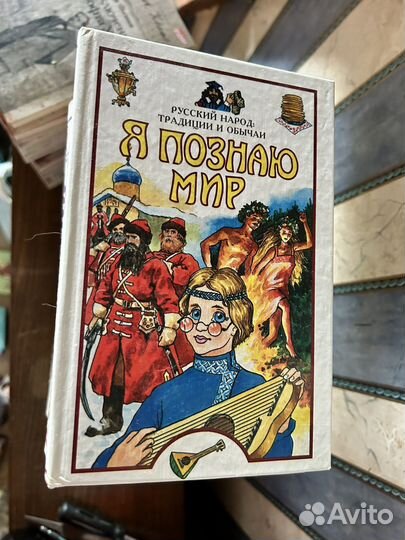 РУССКИЙ НАРОД:
ТРАДИЦИИ И ОБЫЧАИ
Я ПОЗНАЮ
МИР
Avito